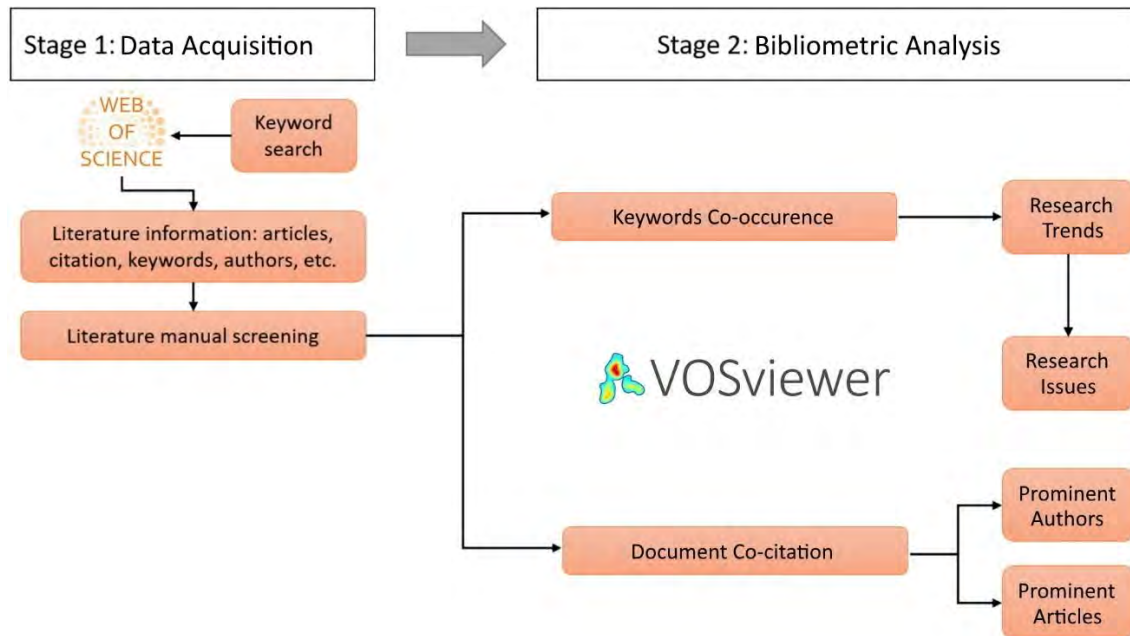 Stage 1: Data Acquisition
Stage 2: Bibliometric Analysis
WEB
OF
SCIENCE
Keyword
search
Literature information: articles,
citation, keywords, authors, etc.
Literature manual screening
Keywords Co-occurence
Research
Trends
Research
Issues
VOSviewer
Document Co-citation
Prominent
Authors
Prominent
Articles